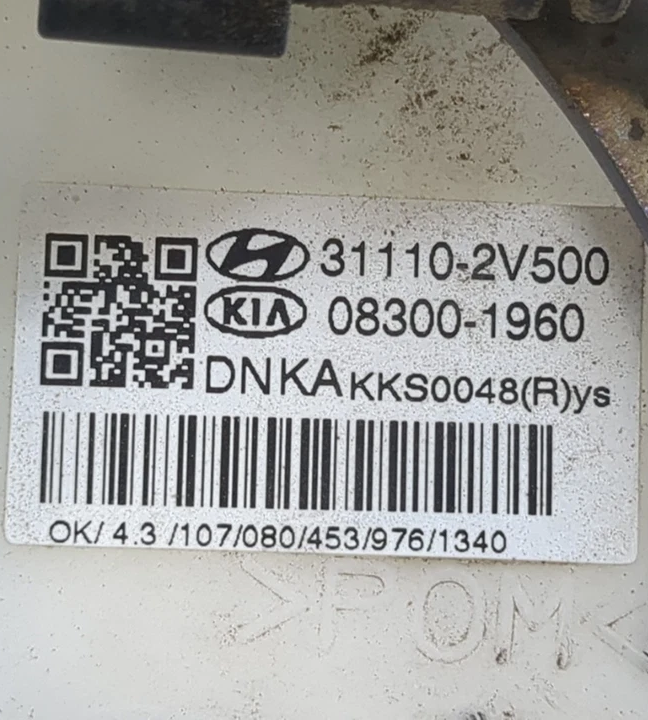 31110-2V500
KIA 08300-1960
DNKA KKS0048(R)ys
OK/ 4.3 /107/080/453/976/1340
>POM<